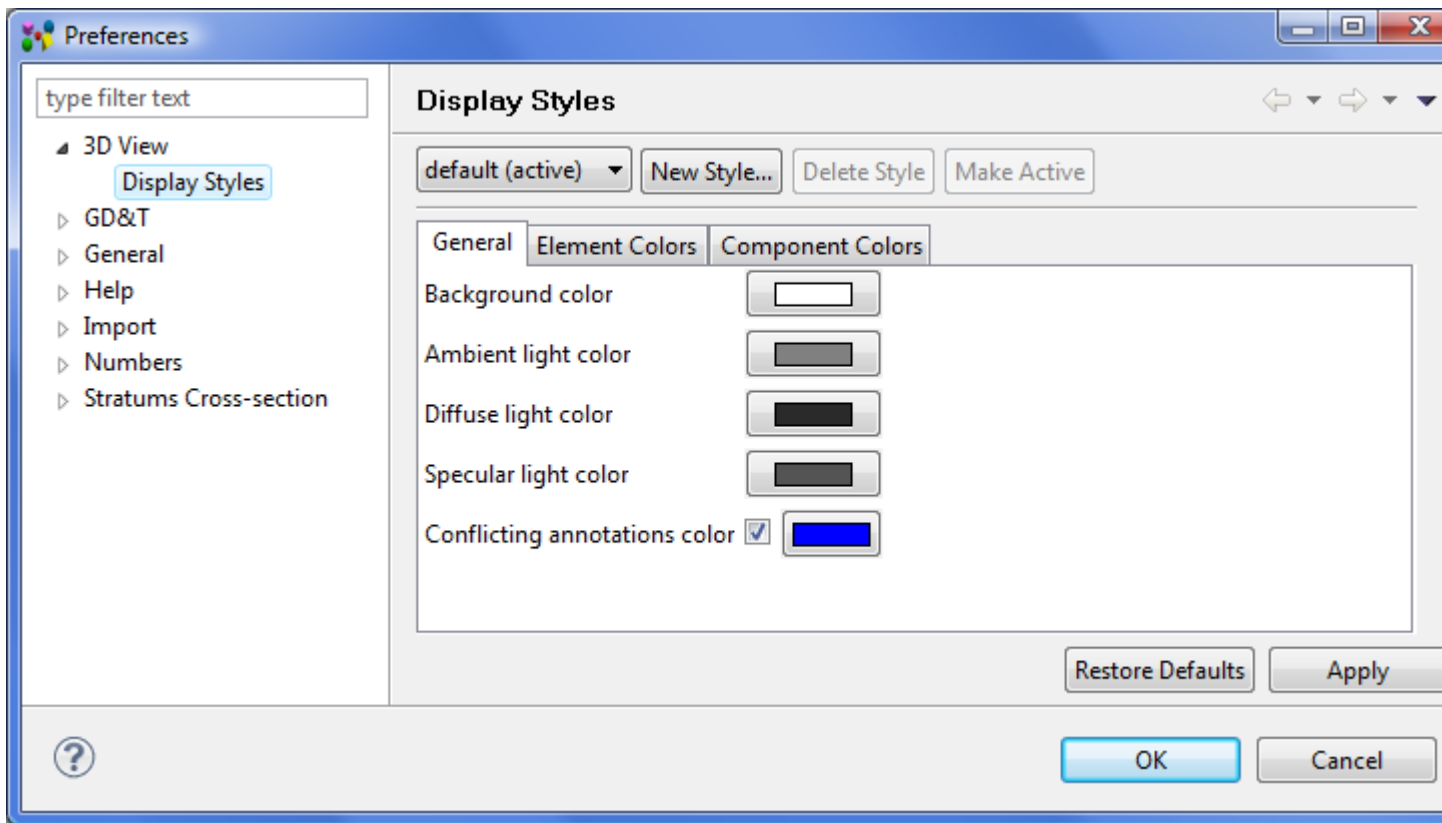 Preferences
type filter text
3D View
Display Styles
GD&T
General
Help
Import
Numbers
Stratums Cross-section
Display Styles
default (active) New Style... Delete Style Make Active
General Element Colors Component Colors
Background color
Ambient light color
Diffuse light color
Specular light color
Conflicting annotations color
Restore Defaults Apply
? OK Cancel